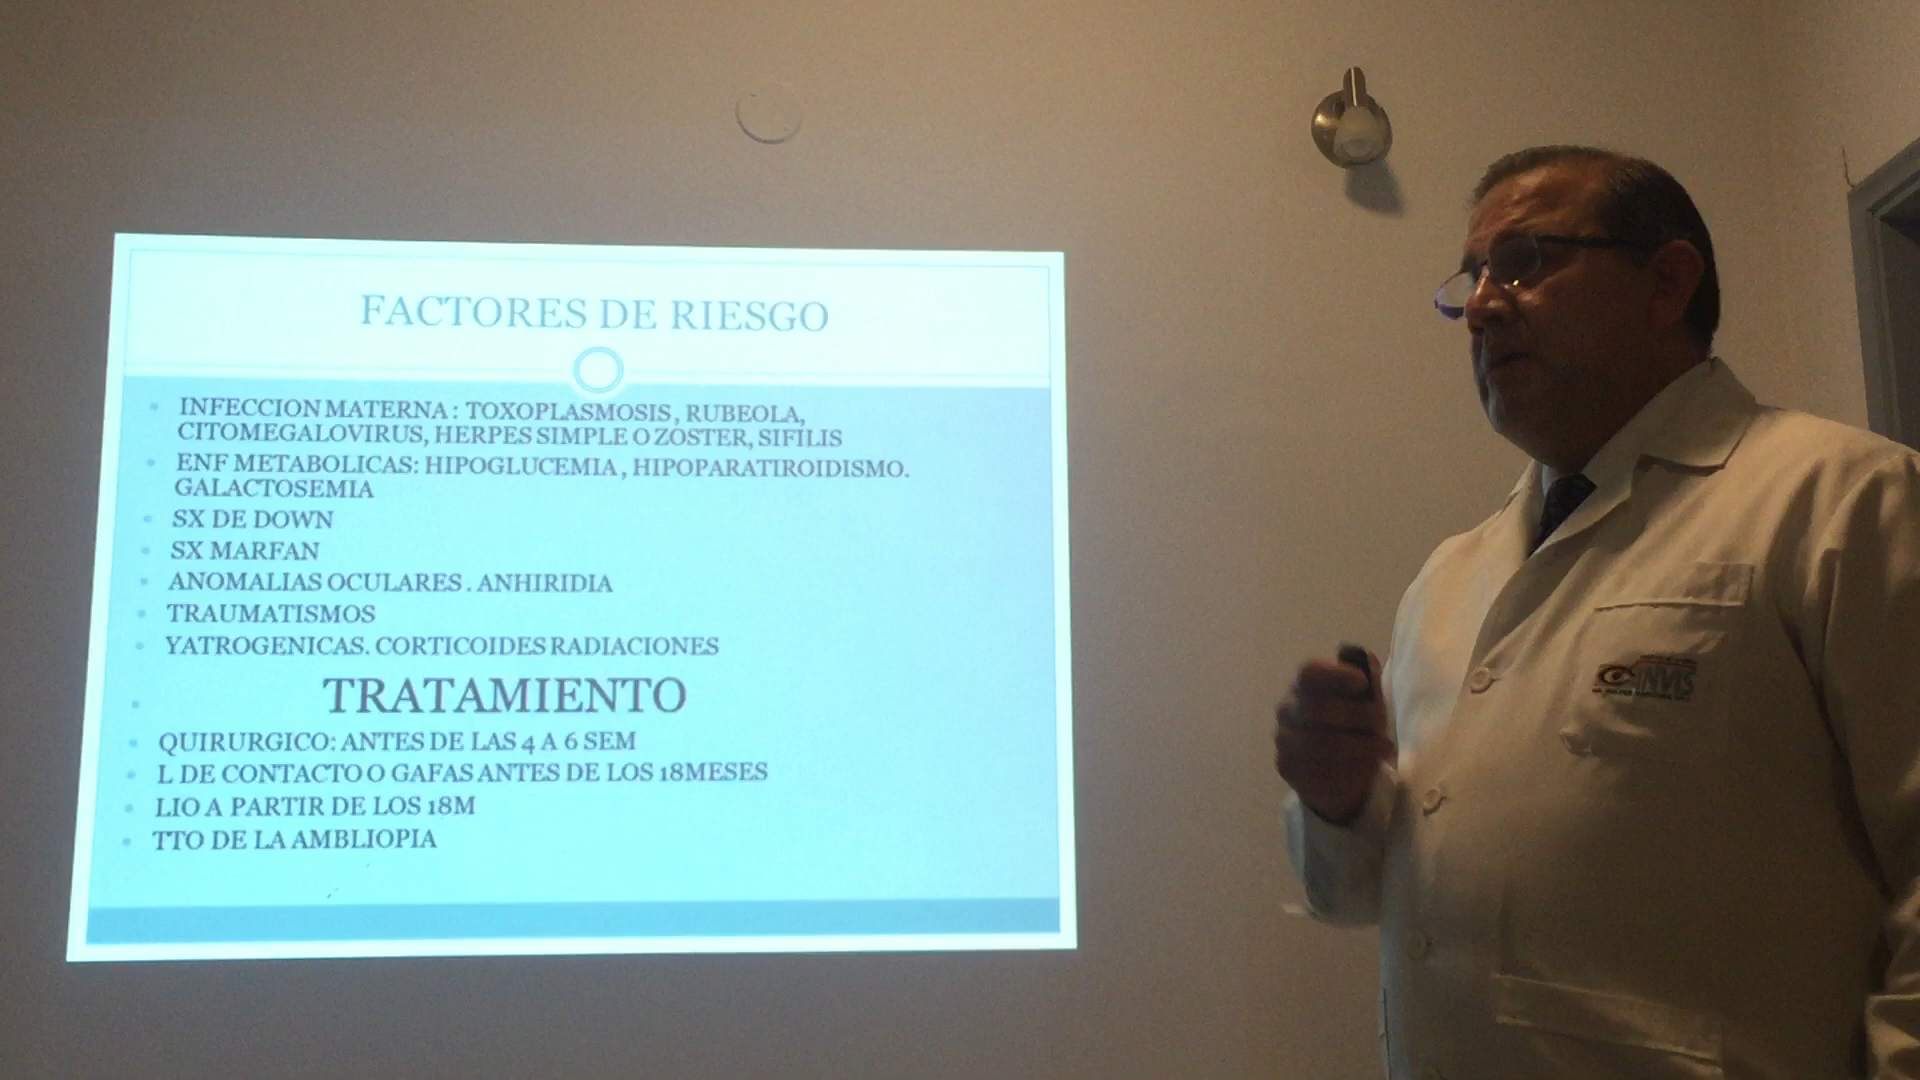 FACTORES DE RIESGO
INFECCION MATERNA : TOXOPLASMOSIS , RUBEOLA,
CITOMEGALOVIRUS, HERPES SIMPLE O ZOSTER, SIFILIS
ENF METABOLICAS: HIPOGLUCEMIA , HIPOPARATIROIDISMO.
GALACTOSEMIA
SX DE DOWN
SX MARFAN
ANOMALIAS OCULARES . ANHIRIDIA
TRAUMATISMOS
YATROGENICAS. CORTICOIDES RADIACIONES
TRATAMIENTO
QUIRURGICO: ANTES DE LAS 4 A 6 SEM
L DE CONTACTO O GAFAS ANTES DE LOS 18MESES
LIO A PARTIR DE LOS 18M
TTO DE LA AMBLIOPIA